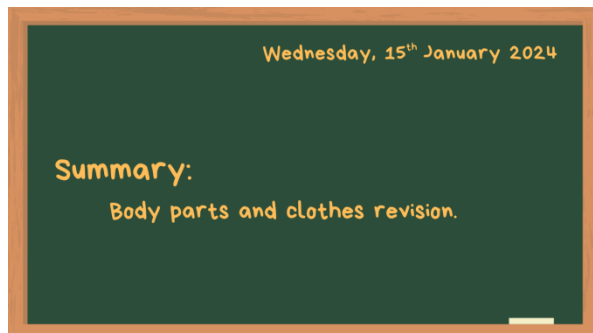 Wednesday, 15th January 2024
Summary:
Body parts and clothes revision.